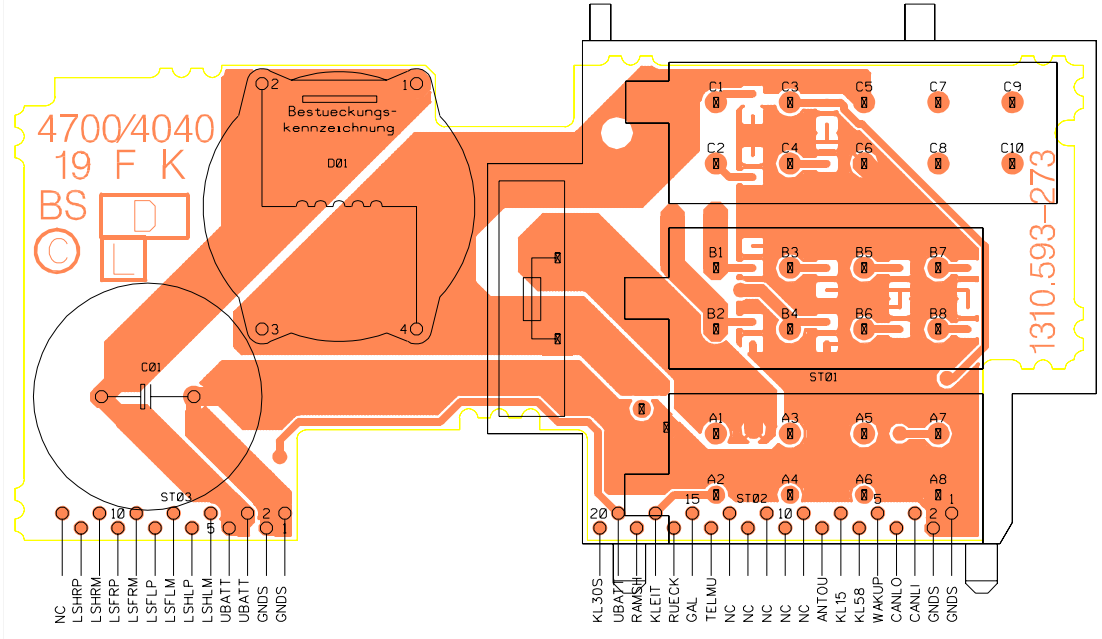 4700/4040
19 F K
BS D
C L
2 1
Bestueckungs-
kennzeichnung
D01
3 4
C01
ST03
10 5 2 1
NC LSHRP LSHRM LSFRP LSFRM LSFLP LSFLM LSHLP LSHLM UBATT UBATT GNDS GNDS
C1 C3 C5 C7 C9
C2 C4 C6 C8 C10
B1 B3 B5 B7
B2 B4 B6 B8
ST01
A1 A3 A5 A7
A2 A4 A6 A8
20 15 ST02 10 5 2 1
KL30S UBATT RAMSH KLEIT RUECK GAL TELMU NC NC NC NC NC ANTOU KL15 KL58 WAKUP CANLO CANLI GNDS GNDS
1310.593-273